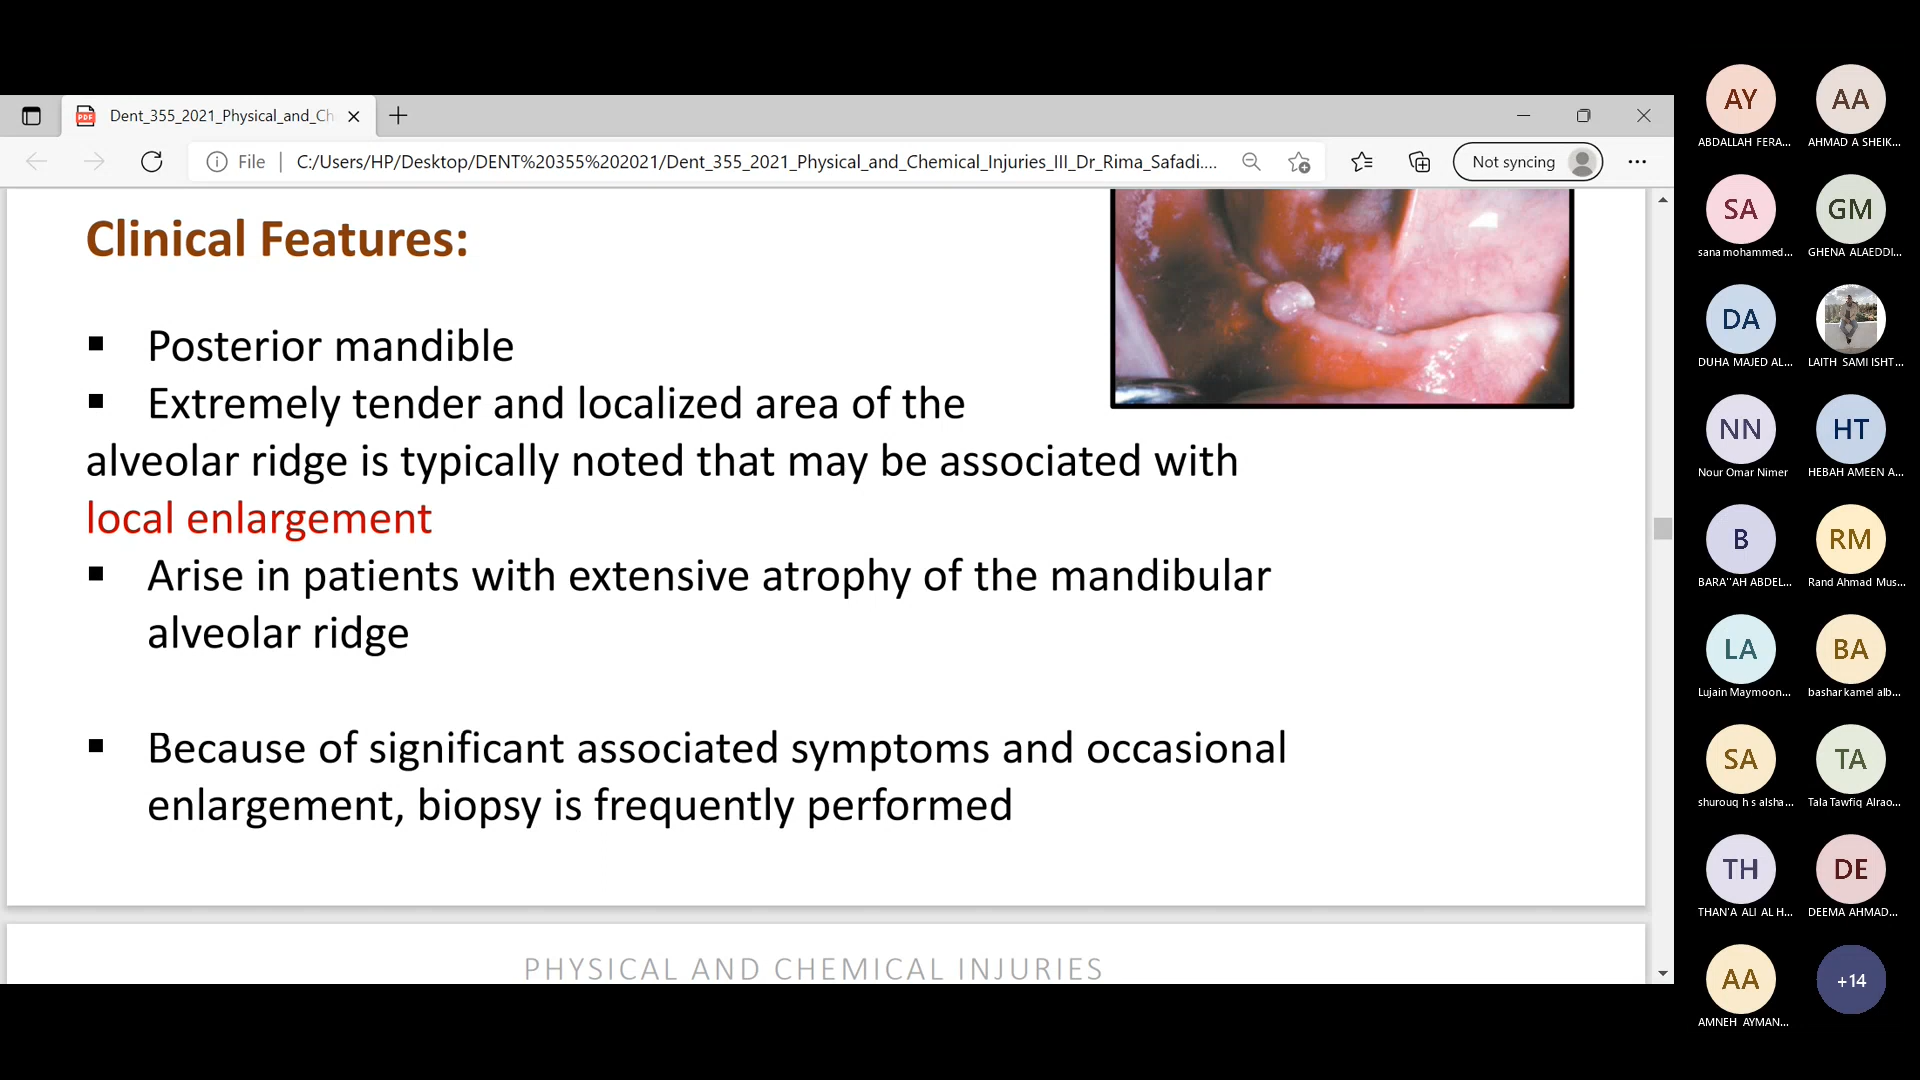 Dent_355_2021_Physical_and_Ch
File
C:/Users/HP/Desktop/DENT%20355%202021/Dent_355_2021_Physical_and_Chemical_Injuries_III_Dr_Rima_Safadi....
Not syncing
Clinical Features:
▪ Posterior mandible
▪ Extremely tender and localized area of the
alveolar ridge is typically noted that may be associated with
local enlargement
▪ Arise in patients with extensive atrophy of the mandibular
alveolar ridge
▪ Because of significant associated symptoms and occasional
enlargement, biopsy is frequently performed
PHYSICAL AND CHEMICAL INJURIES
AY AA
ABDALLAH FERA... AHMAD A SHEIK...
SA GM
sana mohammed... GHENA ALAEDDI...
DA
DUHA MAJED AL... LAITH SAMI ISHT...
NN HT
Nour Omar Nimer HEBAH AMEEN A...
B RM
BARA''AH ABDEL... Rand Ahmad Mus...
LA BA
Lujain Maymoon... bashar kamel alb...
SA TA
shurouq h s alsha... Tala Tawfiq Alrao...
TH DE
THAN'A ALI AL H... DEEMA AHMAD...
AA +14
AMNEH AYMAN...